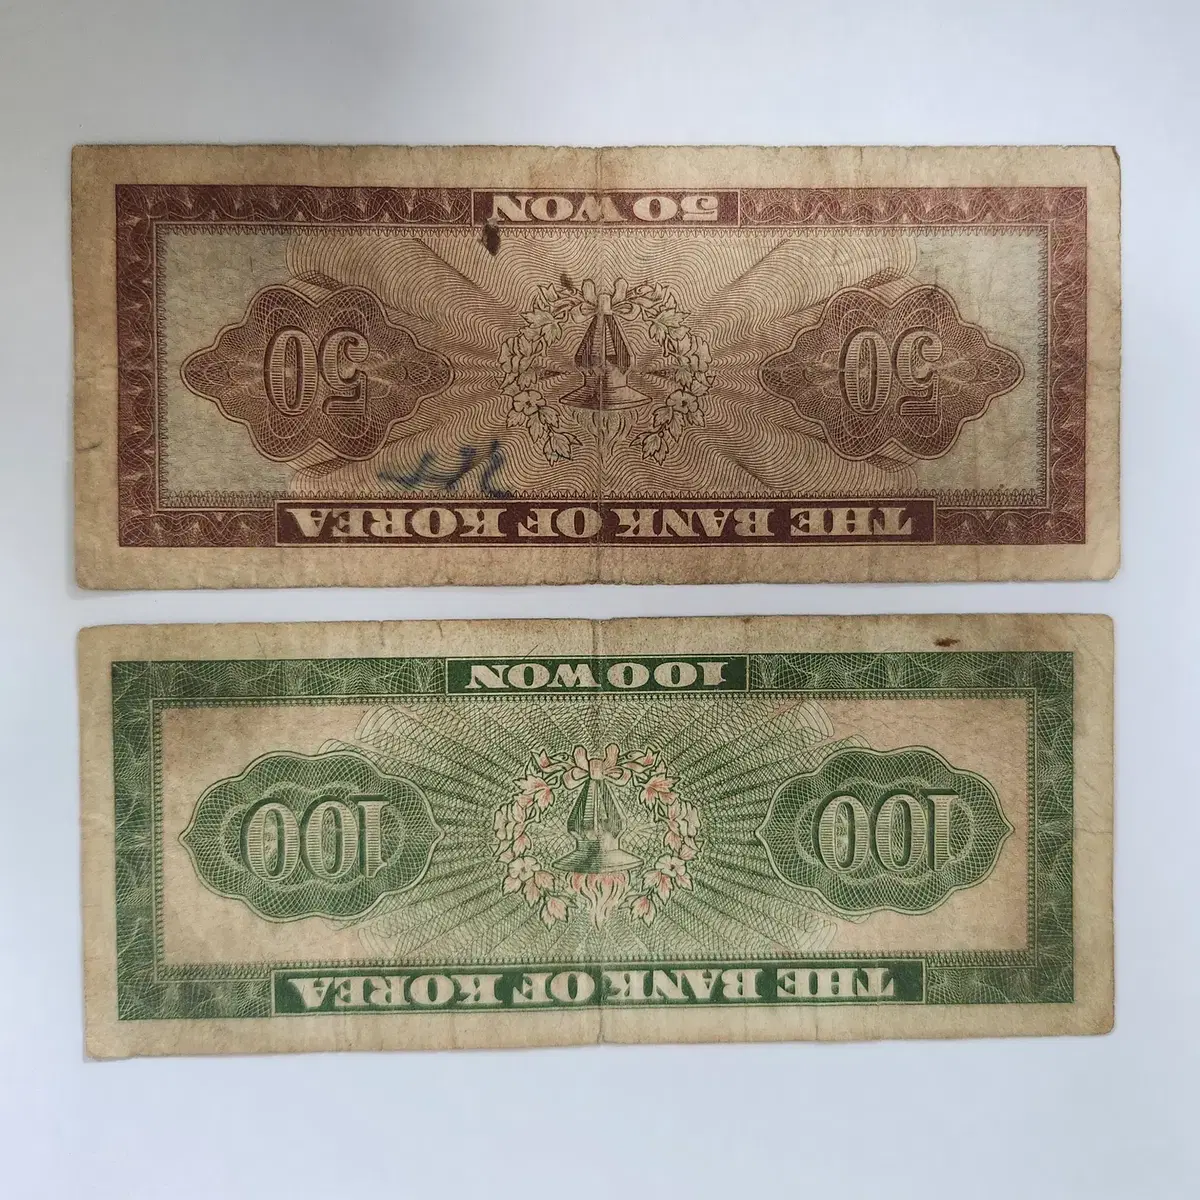 50 WON
50 50
THE BANK OF KOREA
100 WON
100 100
THE BANK OF KOREA